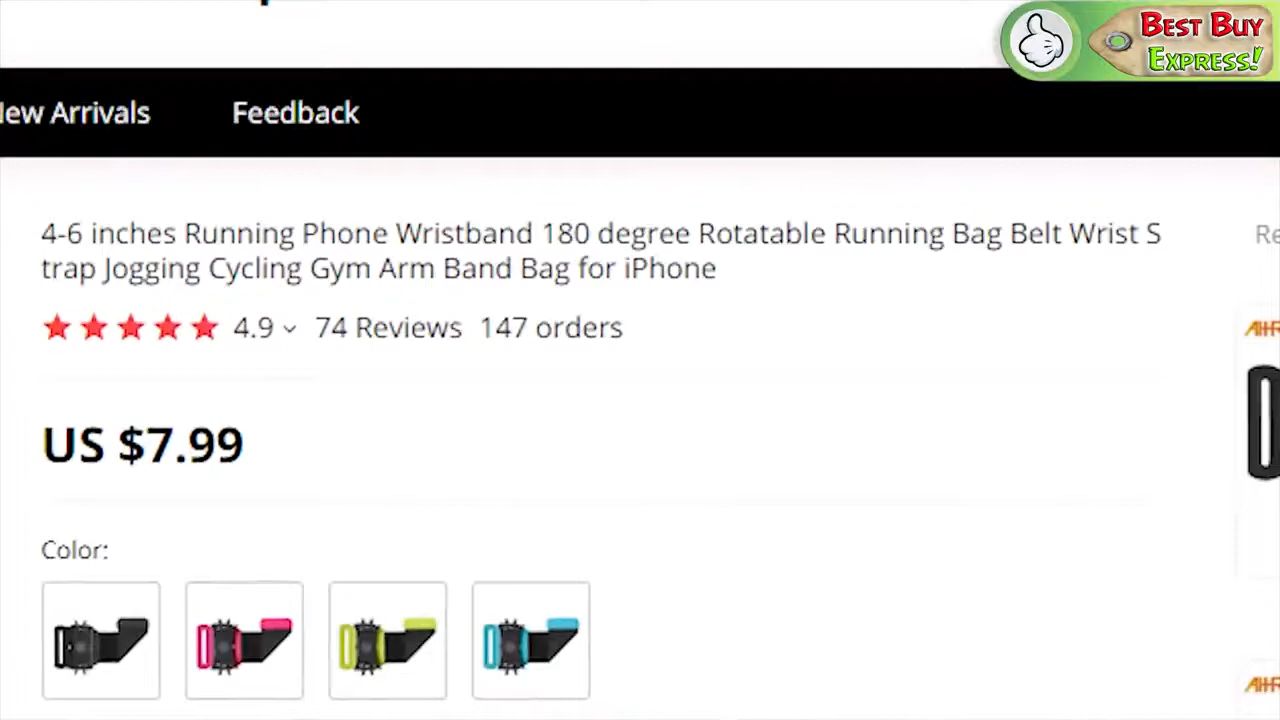 BEST BUY
EXPRESS!
New Arrivals
Feedback
4-6 inches Running Phone Wristband 180 degree Rotatable Running Bag Belt Wrist S
trap Jogging Cycling Gym Arm Band Bag for iPhone
4.9
74 Reviews
147 orders
US $7.99
Color: